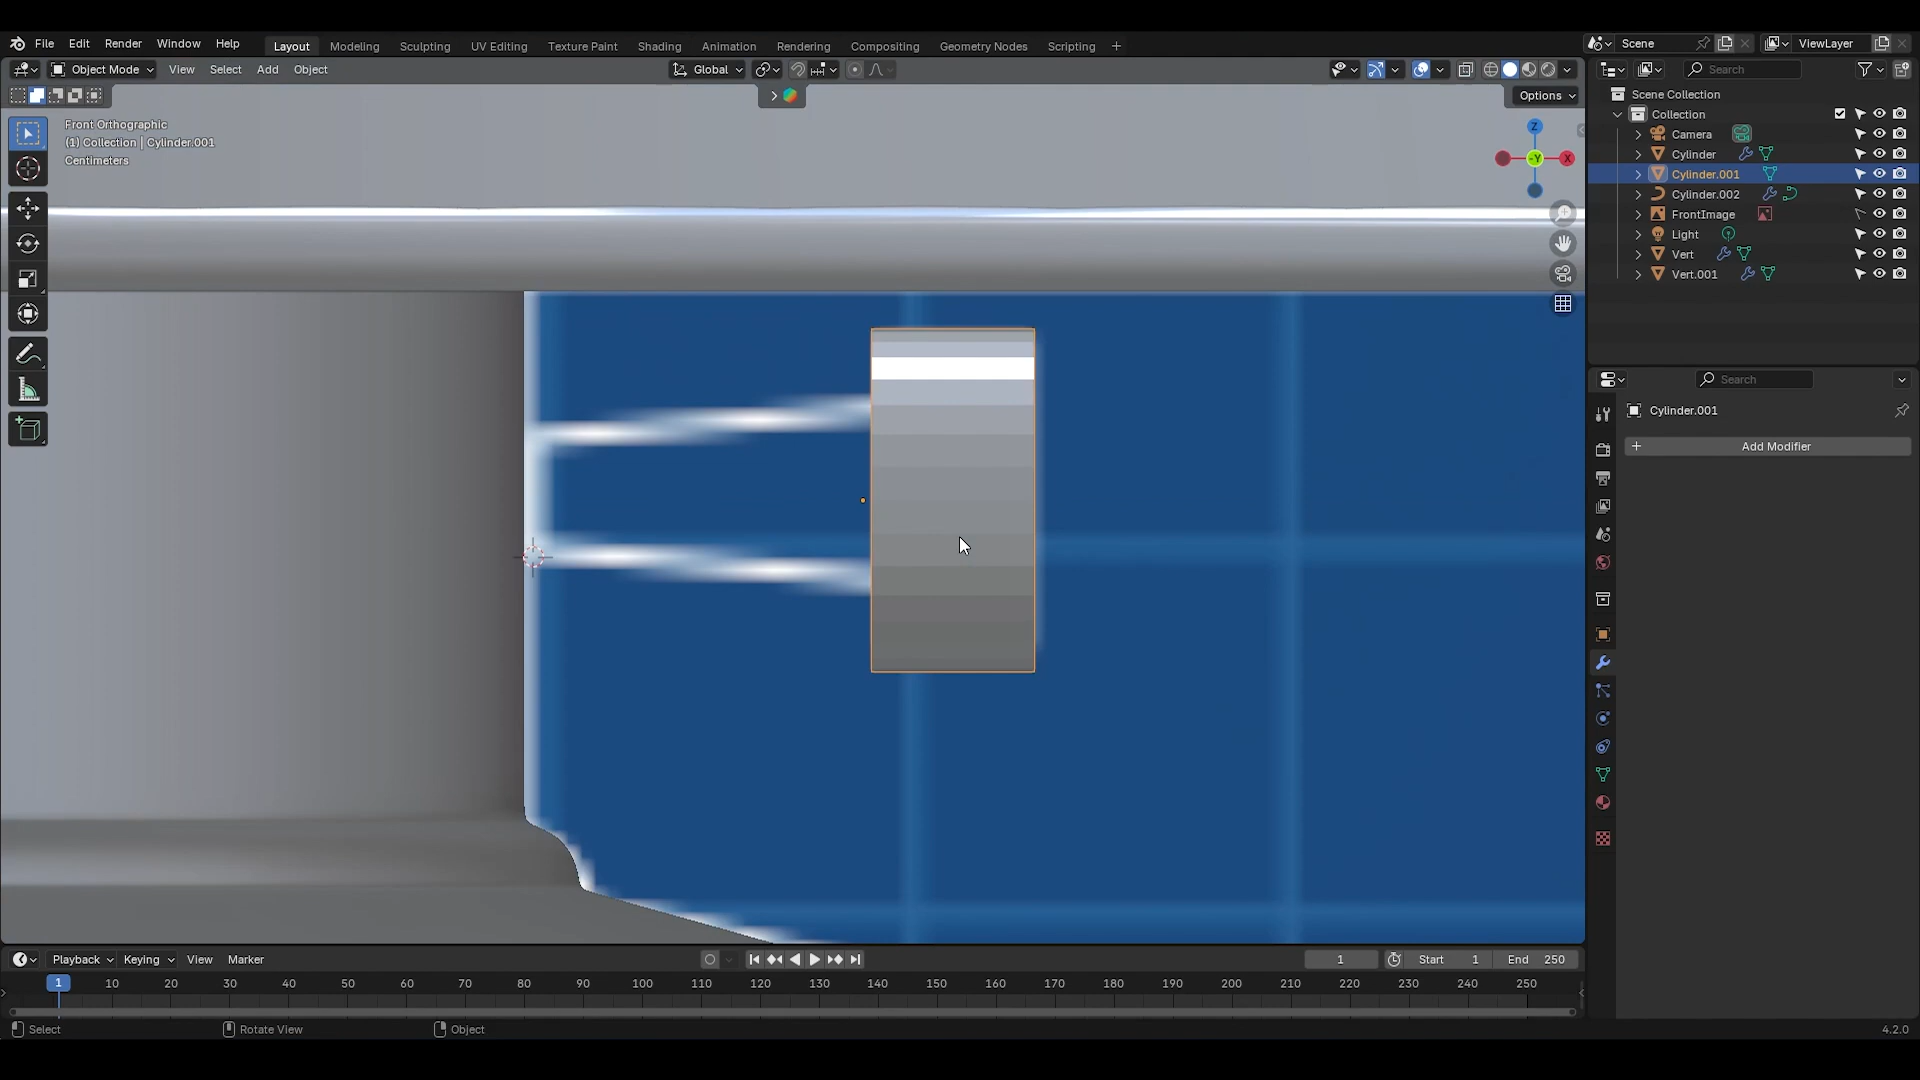 File Edit Render Window Help Layout Modeling Sculpting UV Editing Texture Paint Shading Animation Rendering Compositing Geometry Nodes Scripting + Scene ViewLayer
Object Mode View Select Add Object Global Search
Options
Front Orthographic
(1) Collection | Cylinder.001
Centimeters
Z
X
-Y
Scene Collection
Collection
Camera
Cylinder
Cylinder.001
Cylinder.002
FrontImage
Light
Vert
Vert.001
Search
Cylinder.001
+ Add Modifier
Playback Keying View Marker 1 Start 1 End 250
1 10 20 30 40 50 60 70 80 90 100 110 120 130 140 150 160 170 180 190 200 210 220 230 240 250
Select Rotate View Object 4.2.0